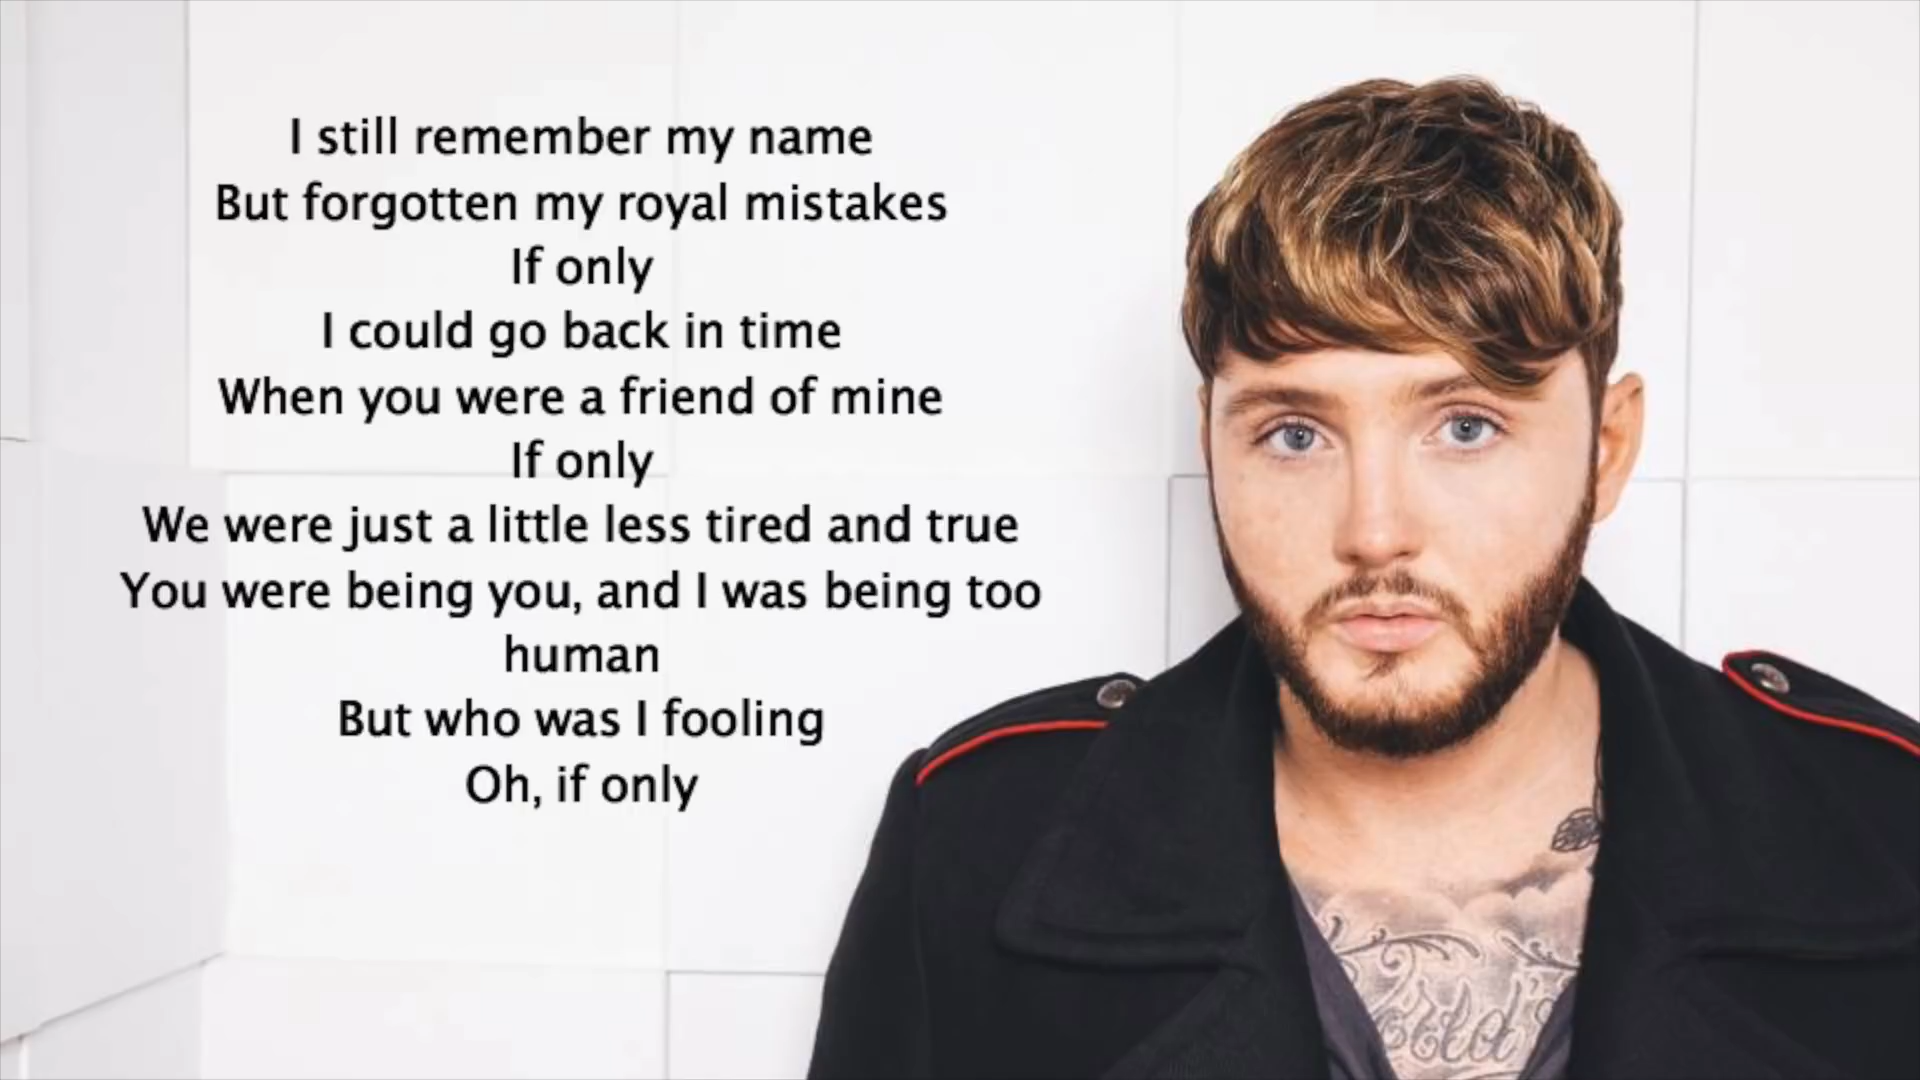 I still remember my name
But forgotten my royal mistakes
If only
I could go back in time
When you were a friend of mine
If only
We were just a little less tired and true
You were being you, and I was being too
human
But who was I fooling
Oh, if only